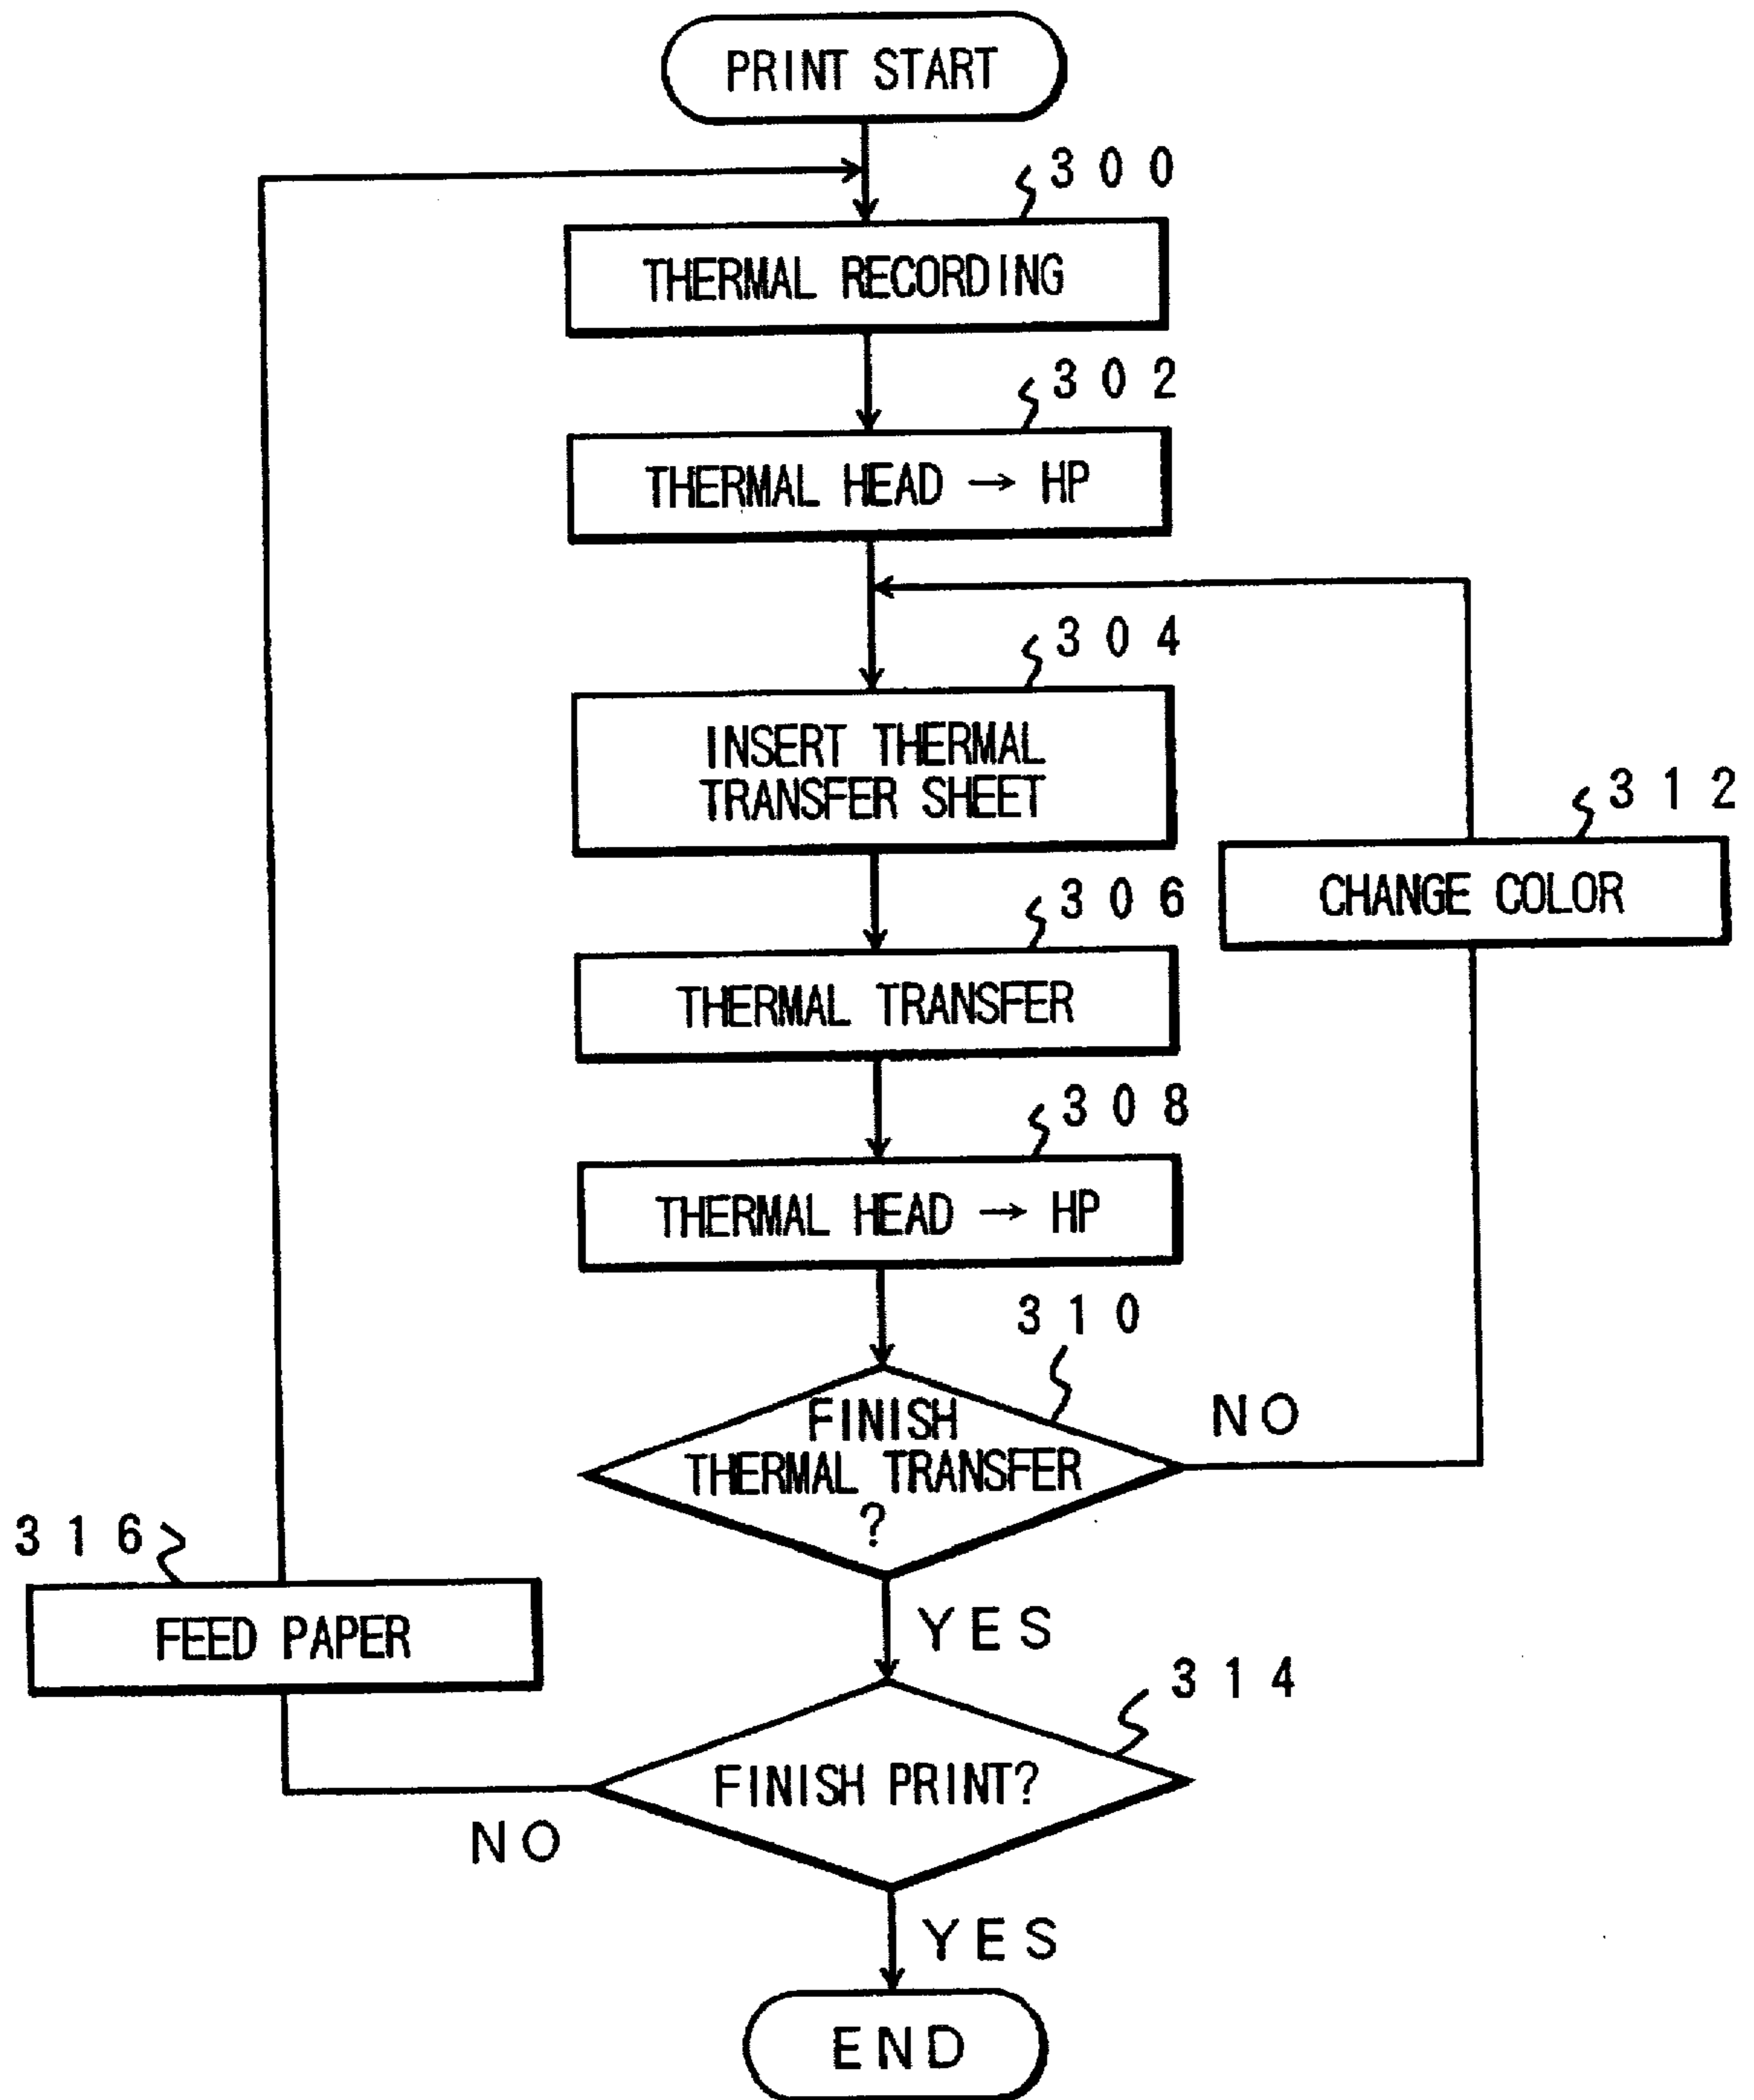 PRINT START
300
THERMAL RECORDING
302
THERMAL HEAD → HP
304
INSERT THERMAL
TRANSFER SHEET
312
CHANGE COLOR
306
THERMAL TRANSFER
308
THERMAL HEAD → HP
310
FINISH
THERMAL TRANSFER
?
NO
316
FEED PAPER
YES
314
FINISH PRINT?
NO
YES
END